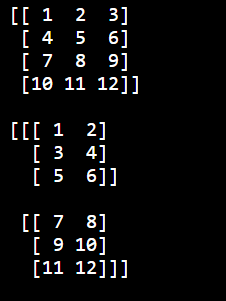 [[ 1  2  3]
 [ 4  5  6]
 [ 7  8  9]
 [10 11 12]]

[[[ 1  2]
  [ 3  4]
  [ 5  6]]

 [[ 7  8]
  [ 9 10]
  [11 12]]]